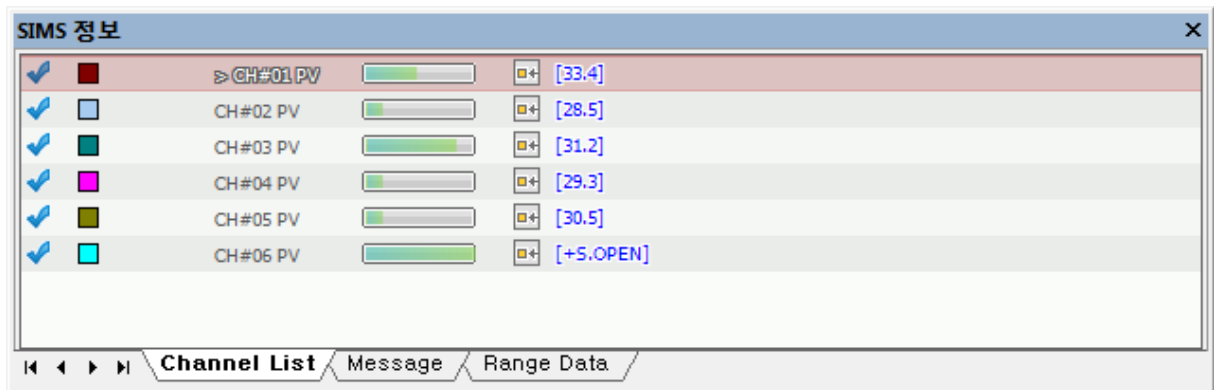 SIMS 정보
> CH#01 PV [33.4]
CH#02 PV [28.5]
CH#03 PV [31.2]
CH#04 PV [29.3]
CH#05 PV [30.5]
CH#06 PV [+S.OPEN]
Channel List Message Range Data